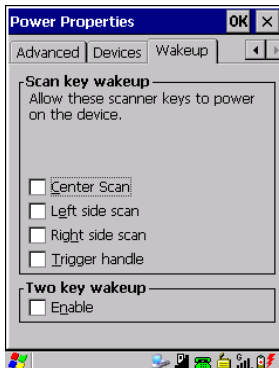 Power Properties OK ×
Advanced Devices Wakeup
Scan key wakeup
Allow these scanner keys to power
on the device.
Center Scan
Left side scan
Right side scan
Trigger handle
Two key wakeup
Enable
G